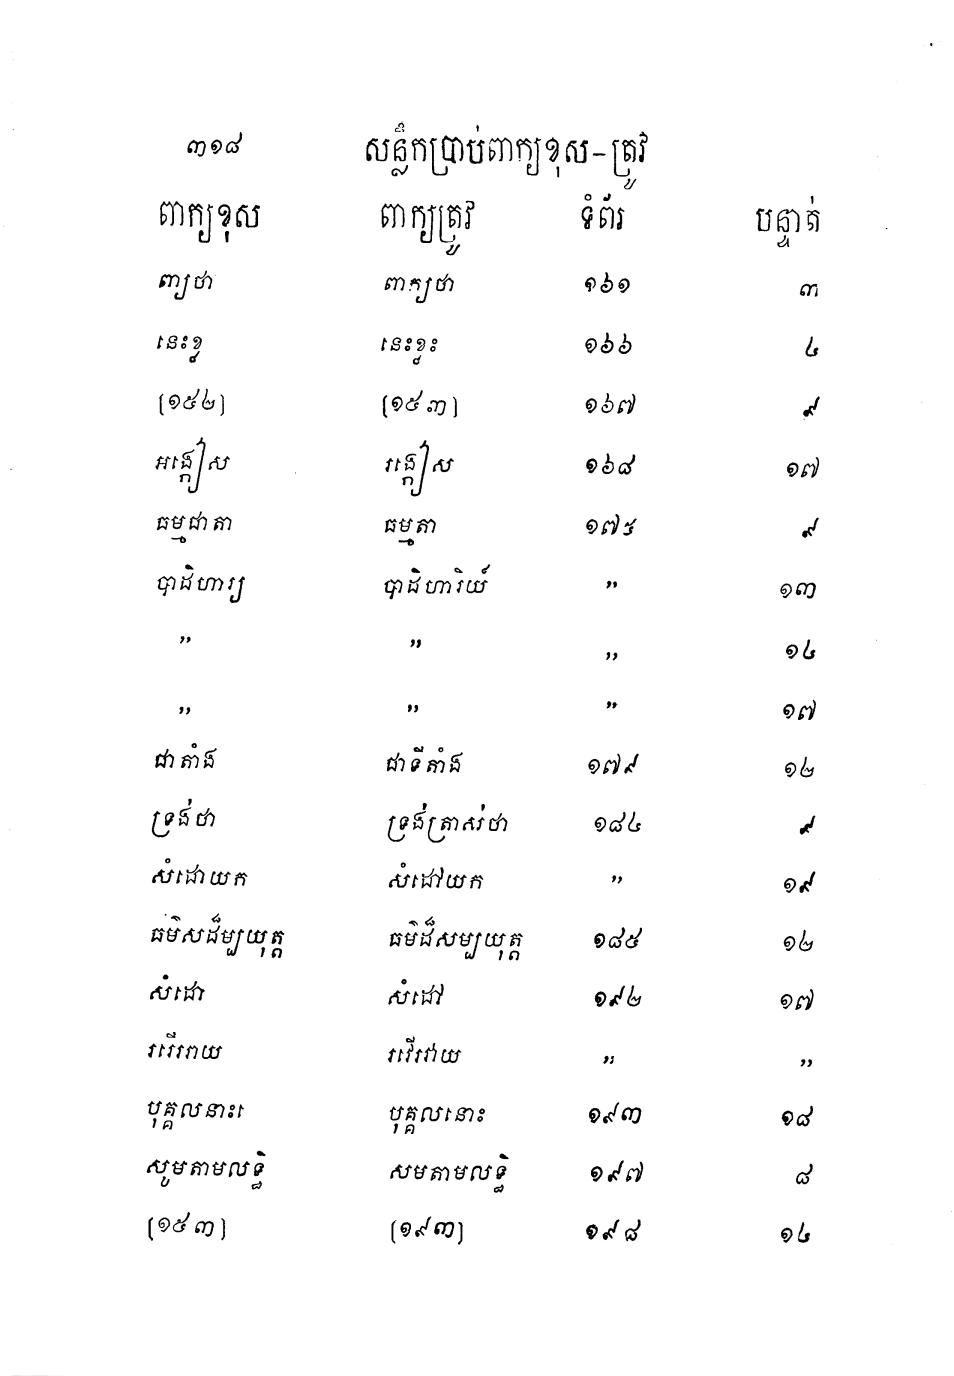 ៣១៨ សន្លឹកប្រាប់ពាក្យខុស-ត្រូវ
ពាក្យខុស ពាក្យត្រូវ ទំព័រ បន្ទាត់
ពា្យថា ពាក្យថា ១៦១ ៣
នេះខ្វ នេះខ្វះ ១៦៦ ៤
(១៥២) (១៥៣) ១៦៧ ៩
អង្កៀស រង្កៀស ១៦៨ ១៧
ធម្មជាតា ធម្មតា ១៧៥ ៩
បាដិហារ្យ បាដិហារិយ៍ ” ១៣
” ” ” ១៤
” ” ” ១៧
ជាតាំង ជាទីតាំង ១៧៩ ១២
ទ្រង់ថា ទ្រង់ត្រាស់ថា ១៨៤ ៩
សំដោយក សំដៅយក ” ១៩
ធមិសដ៏ម្បយុត្ត ធមិដ៏សម្បយុត្ត ១៨៥ ១២
សំដោ សំដៅ ១៩២ ១៧
រវើររាយ រវើរវាយ ” ”
បុគ្គលនាះេ បុគ្គលនោះ ១៩៣ ១៨
សូមតាមលទ្ធិ សមតាមលទ្ធិ ១៩៧ ៨
(១៥៣) (១៩៣) ១៩៨ ១៤